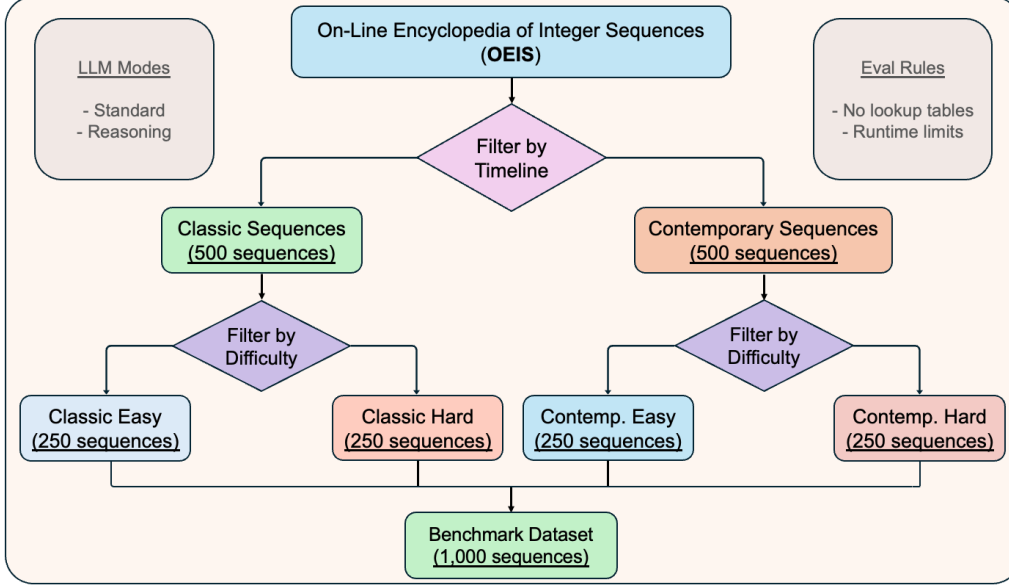 On-Line Encyclopedia of Integer Sequences
(OEIS)
LLM Modes
- Standard
- Reasoning
Eval Rules
- No lookup tables
- Runtime limits
Filter by
Timeline
Classic Sequences
(500 sequences)
Contemporary Sequences
(500 sequences)
Filter by
Difficulty
Filter by
Difficulty
Classic Easy
(250 sequences)
Classic Hard
(250 sequences)
Contemp. Easy
(250 sequences)
Contemp. Hard
(250 sequences)
Benchmark Dataset
(1,000 sequences)